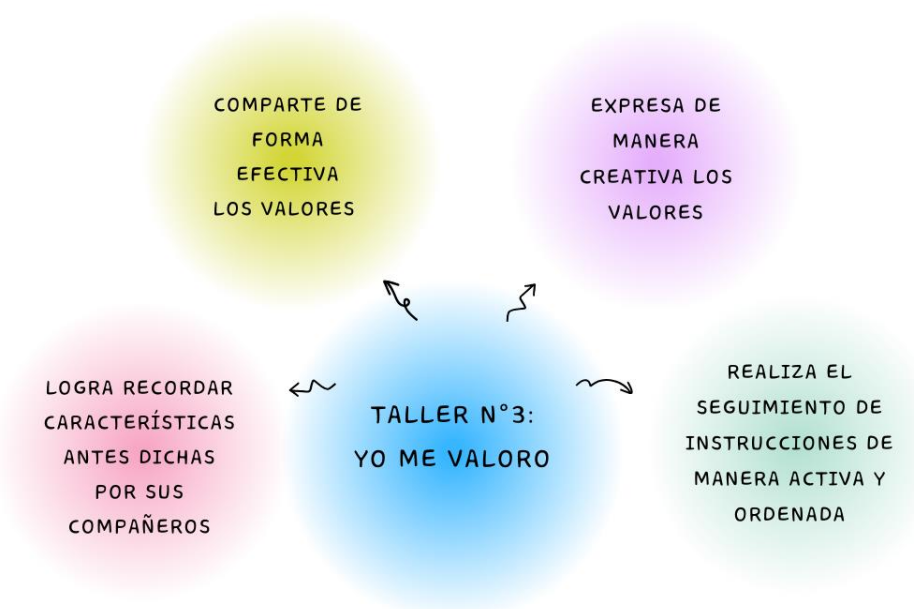 COMPARTE DE
FORMA
EFECTIVA
LOS VALORES
EXPRESA DE
MANERA
CREATIVA LOS
VALORES
LOGRA RECORDAR
CARACTERÍSTICAS
ANTES DICHAS
POR SUS
COMPAÑEROS
TALLER N°3:
YO ME VALORO
REALIZA EL
SEGUIMIENTO DE
INSTRUCCIONES DE
MANERA ACTIVA Y
ORDENADA